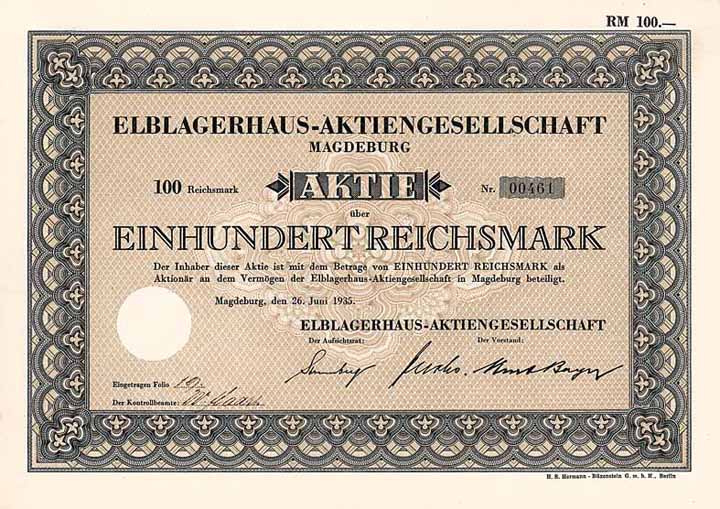 RM 100.—
ELBLAGERHAUS-AKTIENGESELLSCHAFT
MAGDEBURG
100 Reichsmark AKTIE Nr. 00461
über
EINHUNDERT REICHSMARK
Der Inhaber dieser Aktie ist mit dem Betrage von EINHUNDERT REICHSMARK als
Aktionär an dem Vermögen der Elblagerhaus-Aktiengesellschaft in Magdeburg beteiligt.
Magdeburg, den 26. Juni 1935.
ELBLAGERHAUS-AKTIENGESELLSCHAFT
Der Aufsichtsrat: Der Vorstand:
Eingetragen Folio
Der Kontrollbeamte:
H. S. Hermann - Büxenstein G. m. b. H., Berlin